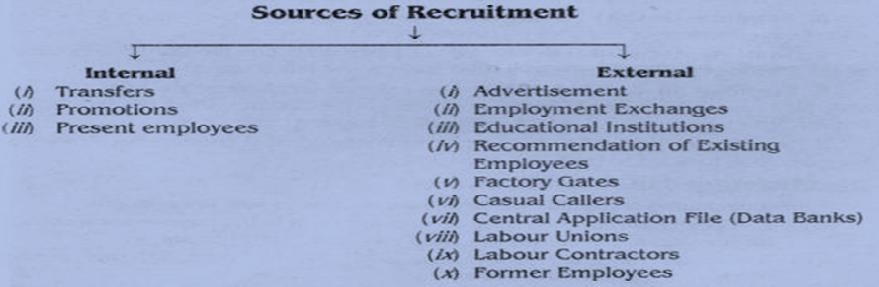 Sources of Recruitment
Internal
(i) Transfers
(ii) Promotions
(iii) Present employees
External
(i) Advertisement
(ii) Employment Exchanges
(iii) Educational Institutions
(iv) Recommendation of Existing
Employees
(v) Factory Gates
(vi) Casual Callers
(vii) Central Application File (Data Banks)
(viii) Labour Unions
(ix) Labour Contractors
(x) Former Employees